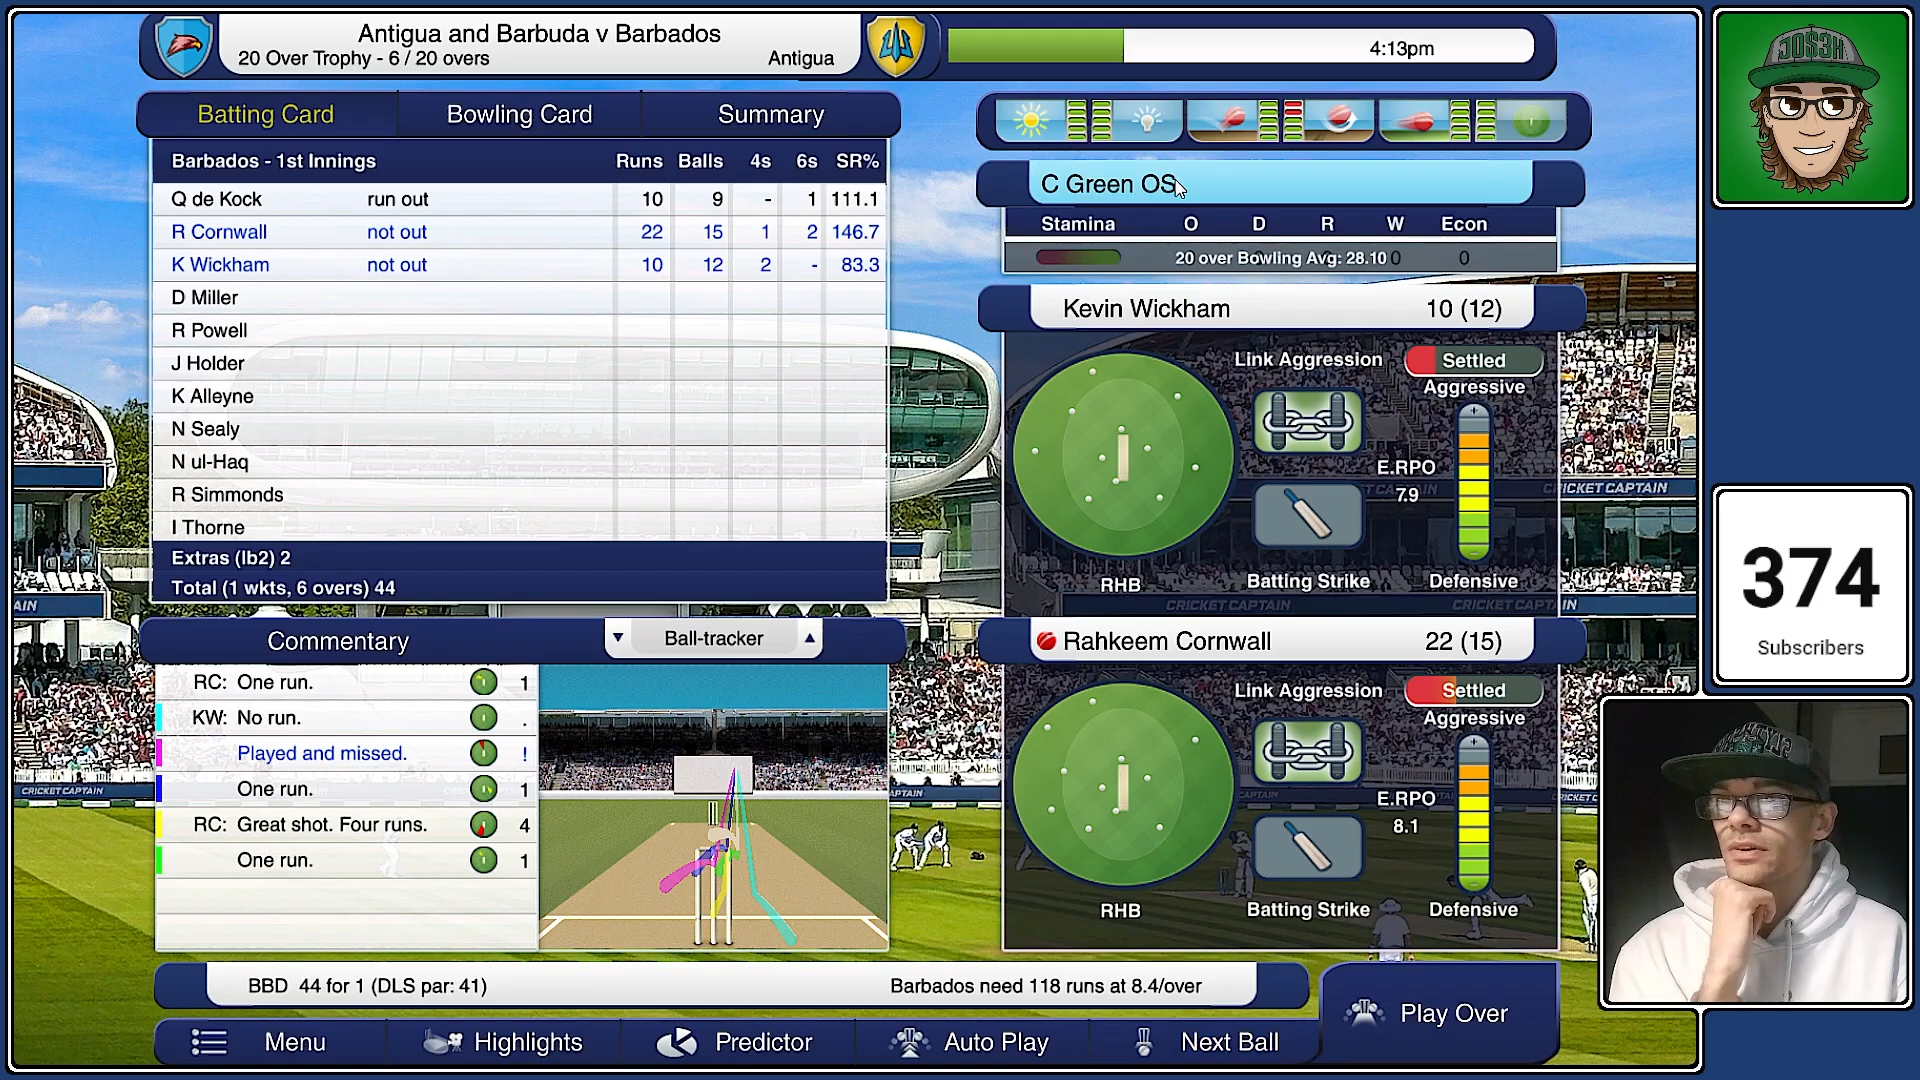 Antigua and Barbuda v Barbados
20 Over Trophy - 6 / 20 overs
Antigua
4:13pm
JO$3H
Batting Card
Bowling Card
Summary
Barbados - 1st Innings Runs Balls 4s 6s SR%
Q de Kock run out 10 9 - 1 111.1
R Cornwall not out 22 15 1 2 146.7
K Wickham not out 10 12 2 - 83.3
D Miller
R Powell
J Holder
K Alleyne
N Sealy
N ul-Haq
R Simmonds
I Thorne
Extras (lb2) 2
Total (1 wkts, 6 overs) 44
C Green OS
Stamina O D R W Econ
20 over Bowling Avg: 28.10 0 0
Kevin Wickham 10 (12)
Link Aggression
Settled
Aggressive
E.RPO
7.9
RHB
Batting Strike
Defensive
Rahkeem Cornwall 22 (15)
Link Aggression
Settled
Aggressive
E.RPO
8.1
RHB
Batting Strike
Defensive
Commentary
Ball-tracker
RC: One run. 1
KW: No run. .
Played and missed. !
One run. 1
RC: Great shot. Four runs. 4
One run. 1
BBD 44 for 1 (DLS par: 41)
Barbados need 118 runs at 8.4/over
Menu
Highlights
Predictor
Auto Play
Next Ball
Play Over
374
Subscribers
CRICKET CAPTAIN
CRICKET CAPTAIN
CRICKET CAPTAIN